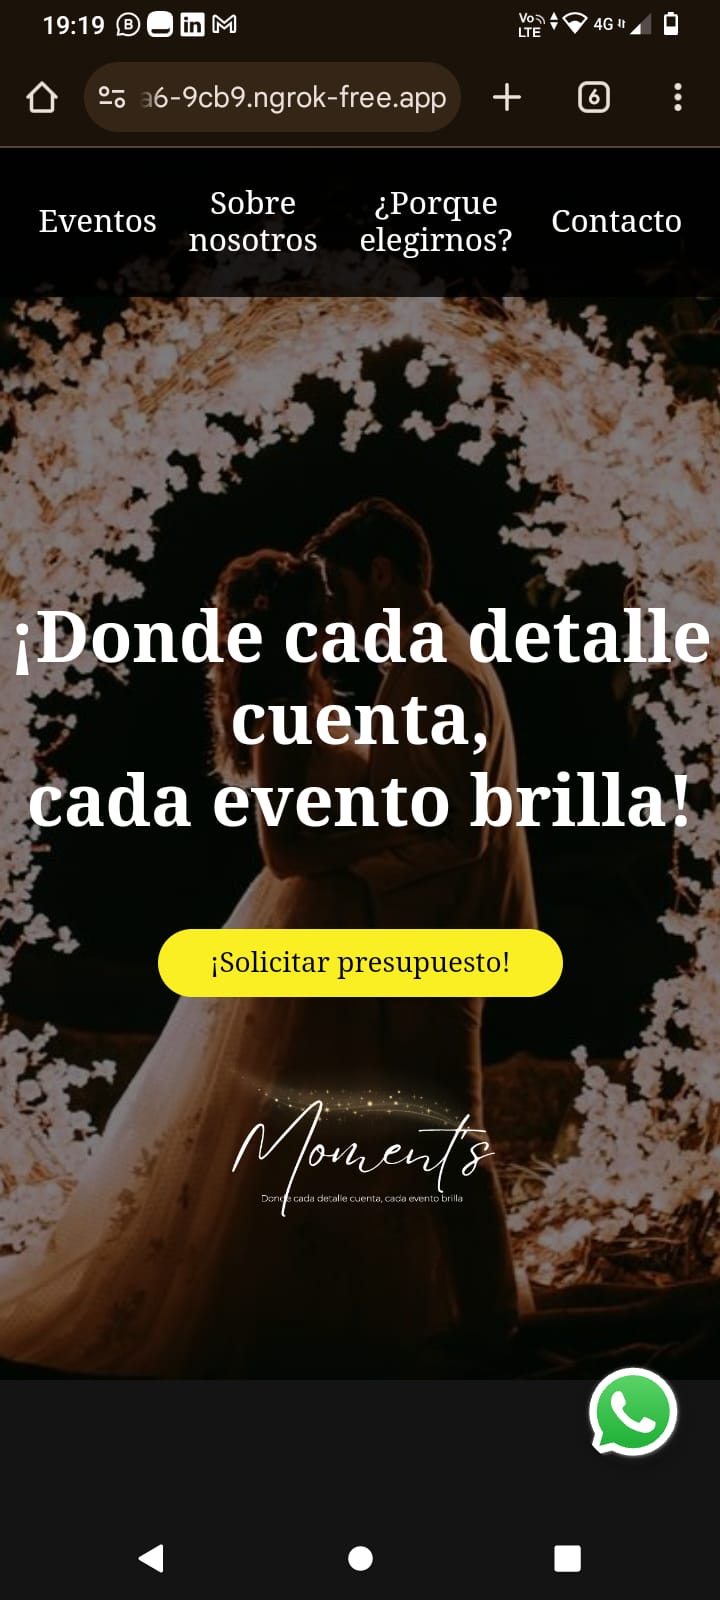 19:19
Vo
LTE
4G
a6-9cb9.ngrok-free.app
6
Eventos
Sobre
nosotros
¿Porque
elegirnos?
Contacto
¡Donde cada detalle
cuenta,
cada evento brilla!
¡Solicitar presupuesto!
Moment's
Donde cada detalle cuenta, cada evento brilla